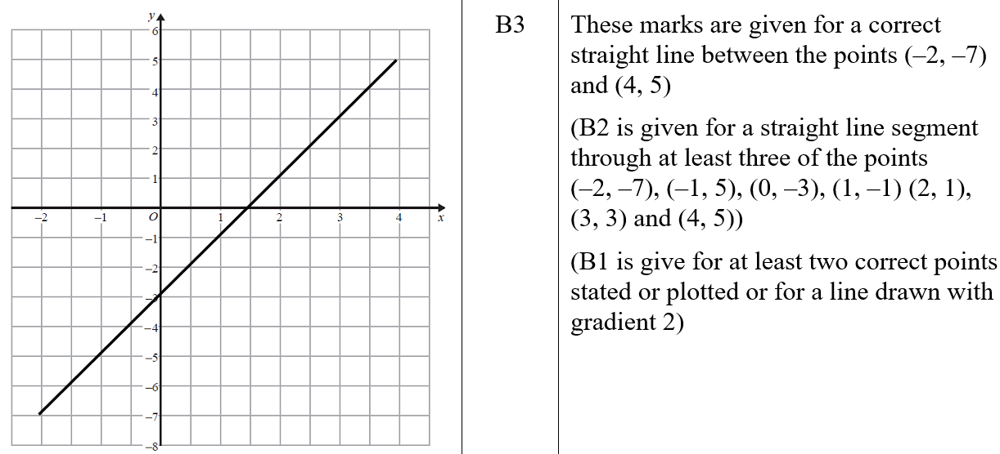 y
6
5
4
3
2
1
–2 –1 O 1 2 3 4 x
–1
–2
–3
–4
–5
–6
–7
–8
B3
These marks are given for a correct
straight line between the points (–2, –7)
and (4, 5)
(B2 is given for a straight line segment
through at least three of the points
(–2, –7), (–1, 5), (0, –3), (1, –1) (2, 1),
(3, 3) and (4, 5))
(B1 is give for at least two correct points
stated or plotted or for a line drawn with
gradient 2)